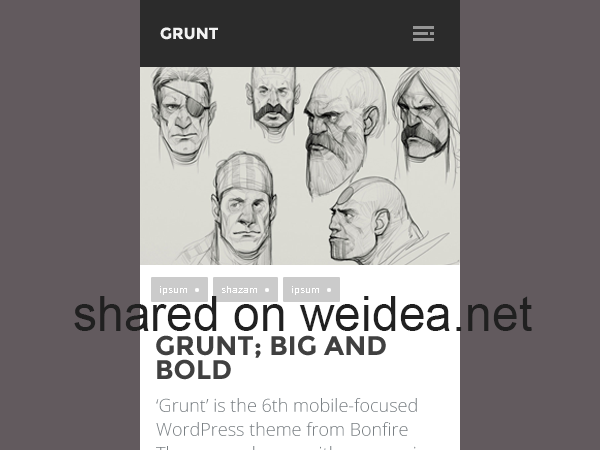 GRUNT
ipsum shazam ipsum
shared on weidea.net
GRUNT; BIG AND
BOLD
‘Grunt’ is the 6th mobile-focused
WordPress theme from Bonfire